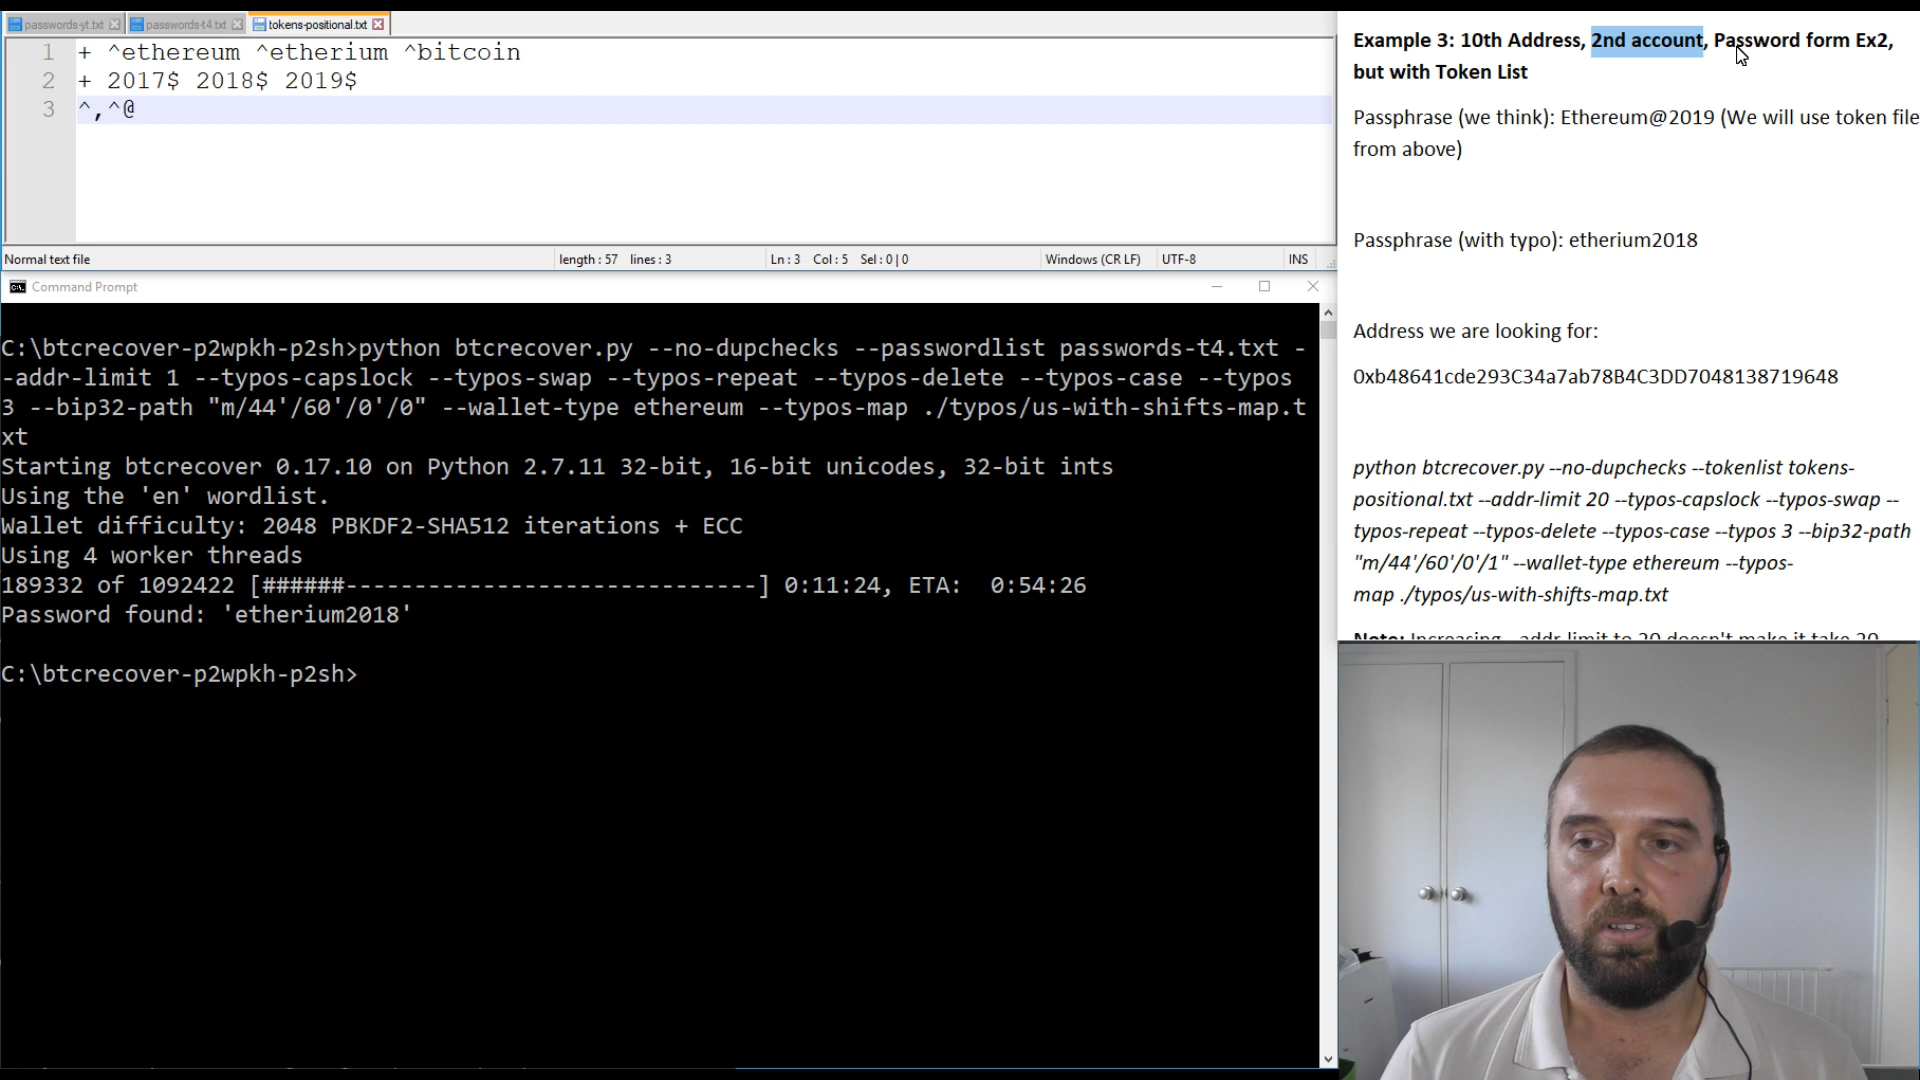 passwords-yt.txt passwords-t4.txt tokens-positional.txt
1 + ^ethereum ^etherium ^bitcoin
2 + 2017$ 2018$ 2019$
3 ^,^@
Normal text file length : 57 lines : 3 Ln : 3 Col : 5 Sel : 0 | 0 Windows (CR LF) UTF-8 INS
Command Prompt
C:\btcrecover-p2wpkh-p2sh>python btcrecover.py --no-dupchecks --passwordlist passwords-t4.txt -
-addr-limit 1 --typos-capslock --typos-swap --typos-repeat --typos-delete --typos-case --typos
3 --bip32-path "m/44'/60'/0'/0" --wallet-type ethereum --typos-map ./typos/us-with-shifts-map.t
xt
Starting btcrecover 0.17.10 on Python 2.7.11 32-bit, 16-bit unicodes, 32-bit ints
Using the 'en' wordlist.
Wallet difficulty: 2048 PBKDF2-SHA512 iterations + ECC
Using 4 worker threads
189332 of 1092422 [######------------------------------] 0:11:24, ETA:  0:54:26
Password found: 'etherium2018'
C:\btcrecover-p2wpkh-p2sh>
Example 3: 10th Address, 2nd account, Password form Ex2,
but with Token List
Passphrase (we think): Ethereum@2019 (We will use token file
from above)
Passphrase (with typo): etherium2018
Address we are looking for:
0xb48641cde293C34a7ab78B4C3DD7048138719648
python btcrecover.py --no-dupchecks --tokenlist tokens-
positional.txt --addr-limit 20 --typos-capslock --typos-swap --
typos-repeat --typos-delete --typos-case --typos 3 --bip32-path
"m/44'/60'/0'/1" --wallet-type ethereum --typos-
map ./typos/us-with-shifts-map.txt
Note: Increasing --addr-limit to 20 doesn't make it take 20